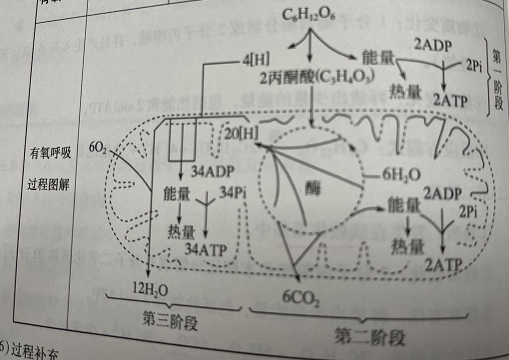 C₆H₁₂O₆
4[H]
能量
2ADP
2Pi
热量
2ATP
第一阶段
2丙酮酸(C₃H₄O₃)
有氧呼吸
过程图解
6O₂
20[H]
34ADP
能量
34Pi
热量
34ATP
酶
6H₂O
能量
2ADP
2Pi
热量
2ATP
12H₂O
6CO₂
第三阶段
第二阶段
6)过程补充